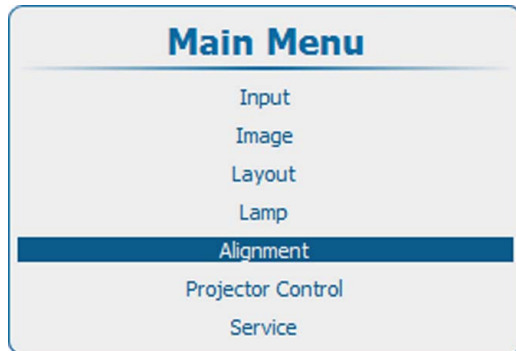 Main Menu
Input
Image
Layout
Lamp
Alignment
Projector Control
Service